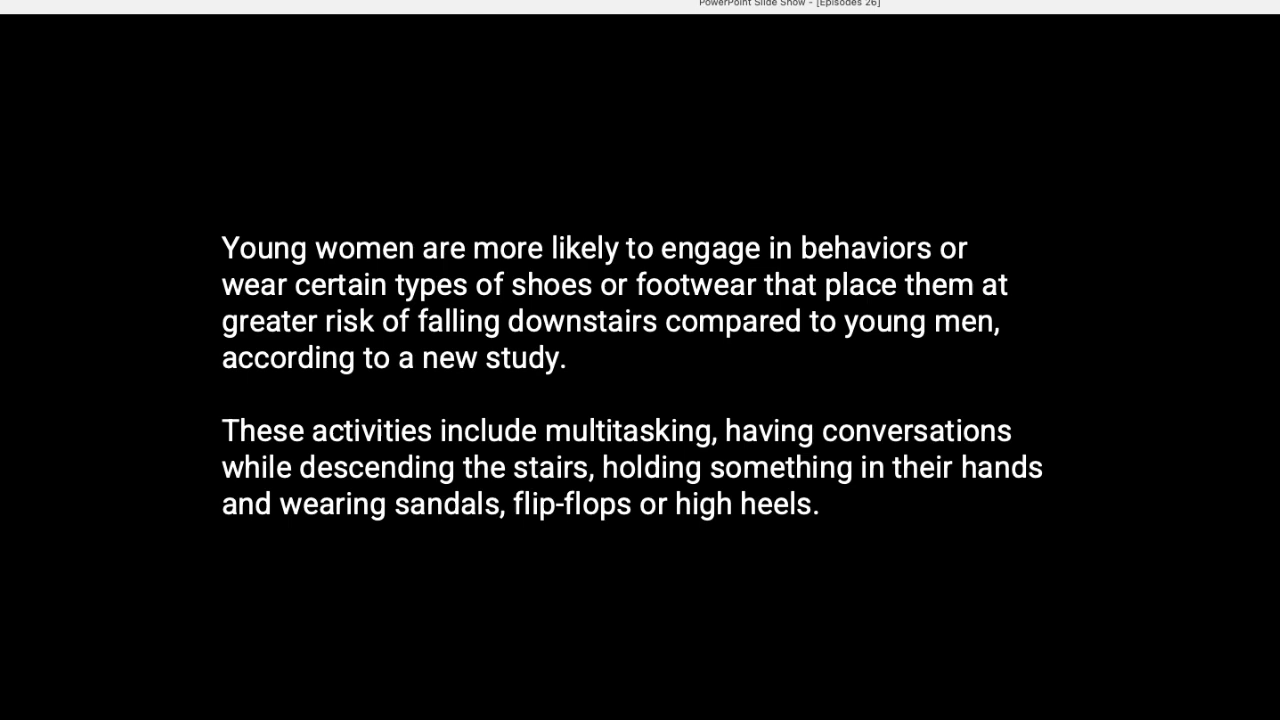 PowerPoint Slide Show - [Episodes 26]
Young women are more likely to engage in behaviors or
wear certain types of shoes or footwear that place them at
greater risk of falling downstairs compared to young men,
according to a new study.
These activities include multitasking, having conversations
while descending the stairs, holding something in their hands
and wearing sandals, flip-flops or high heels.